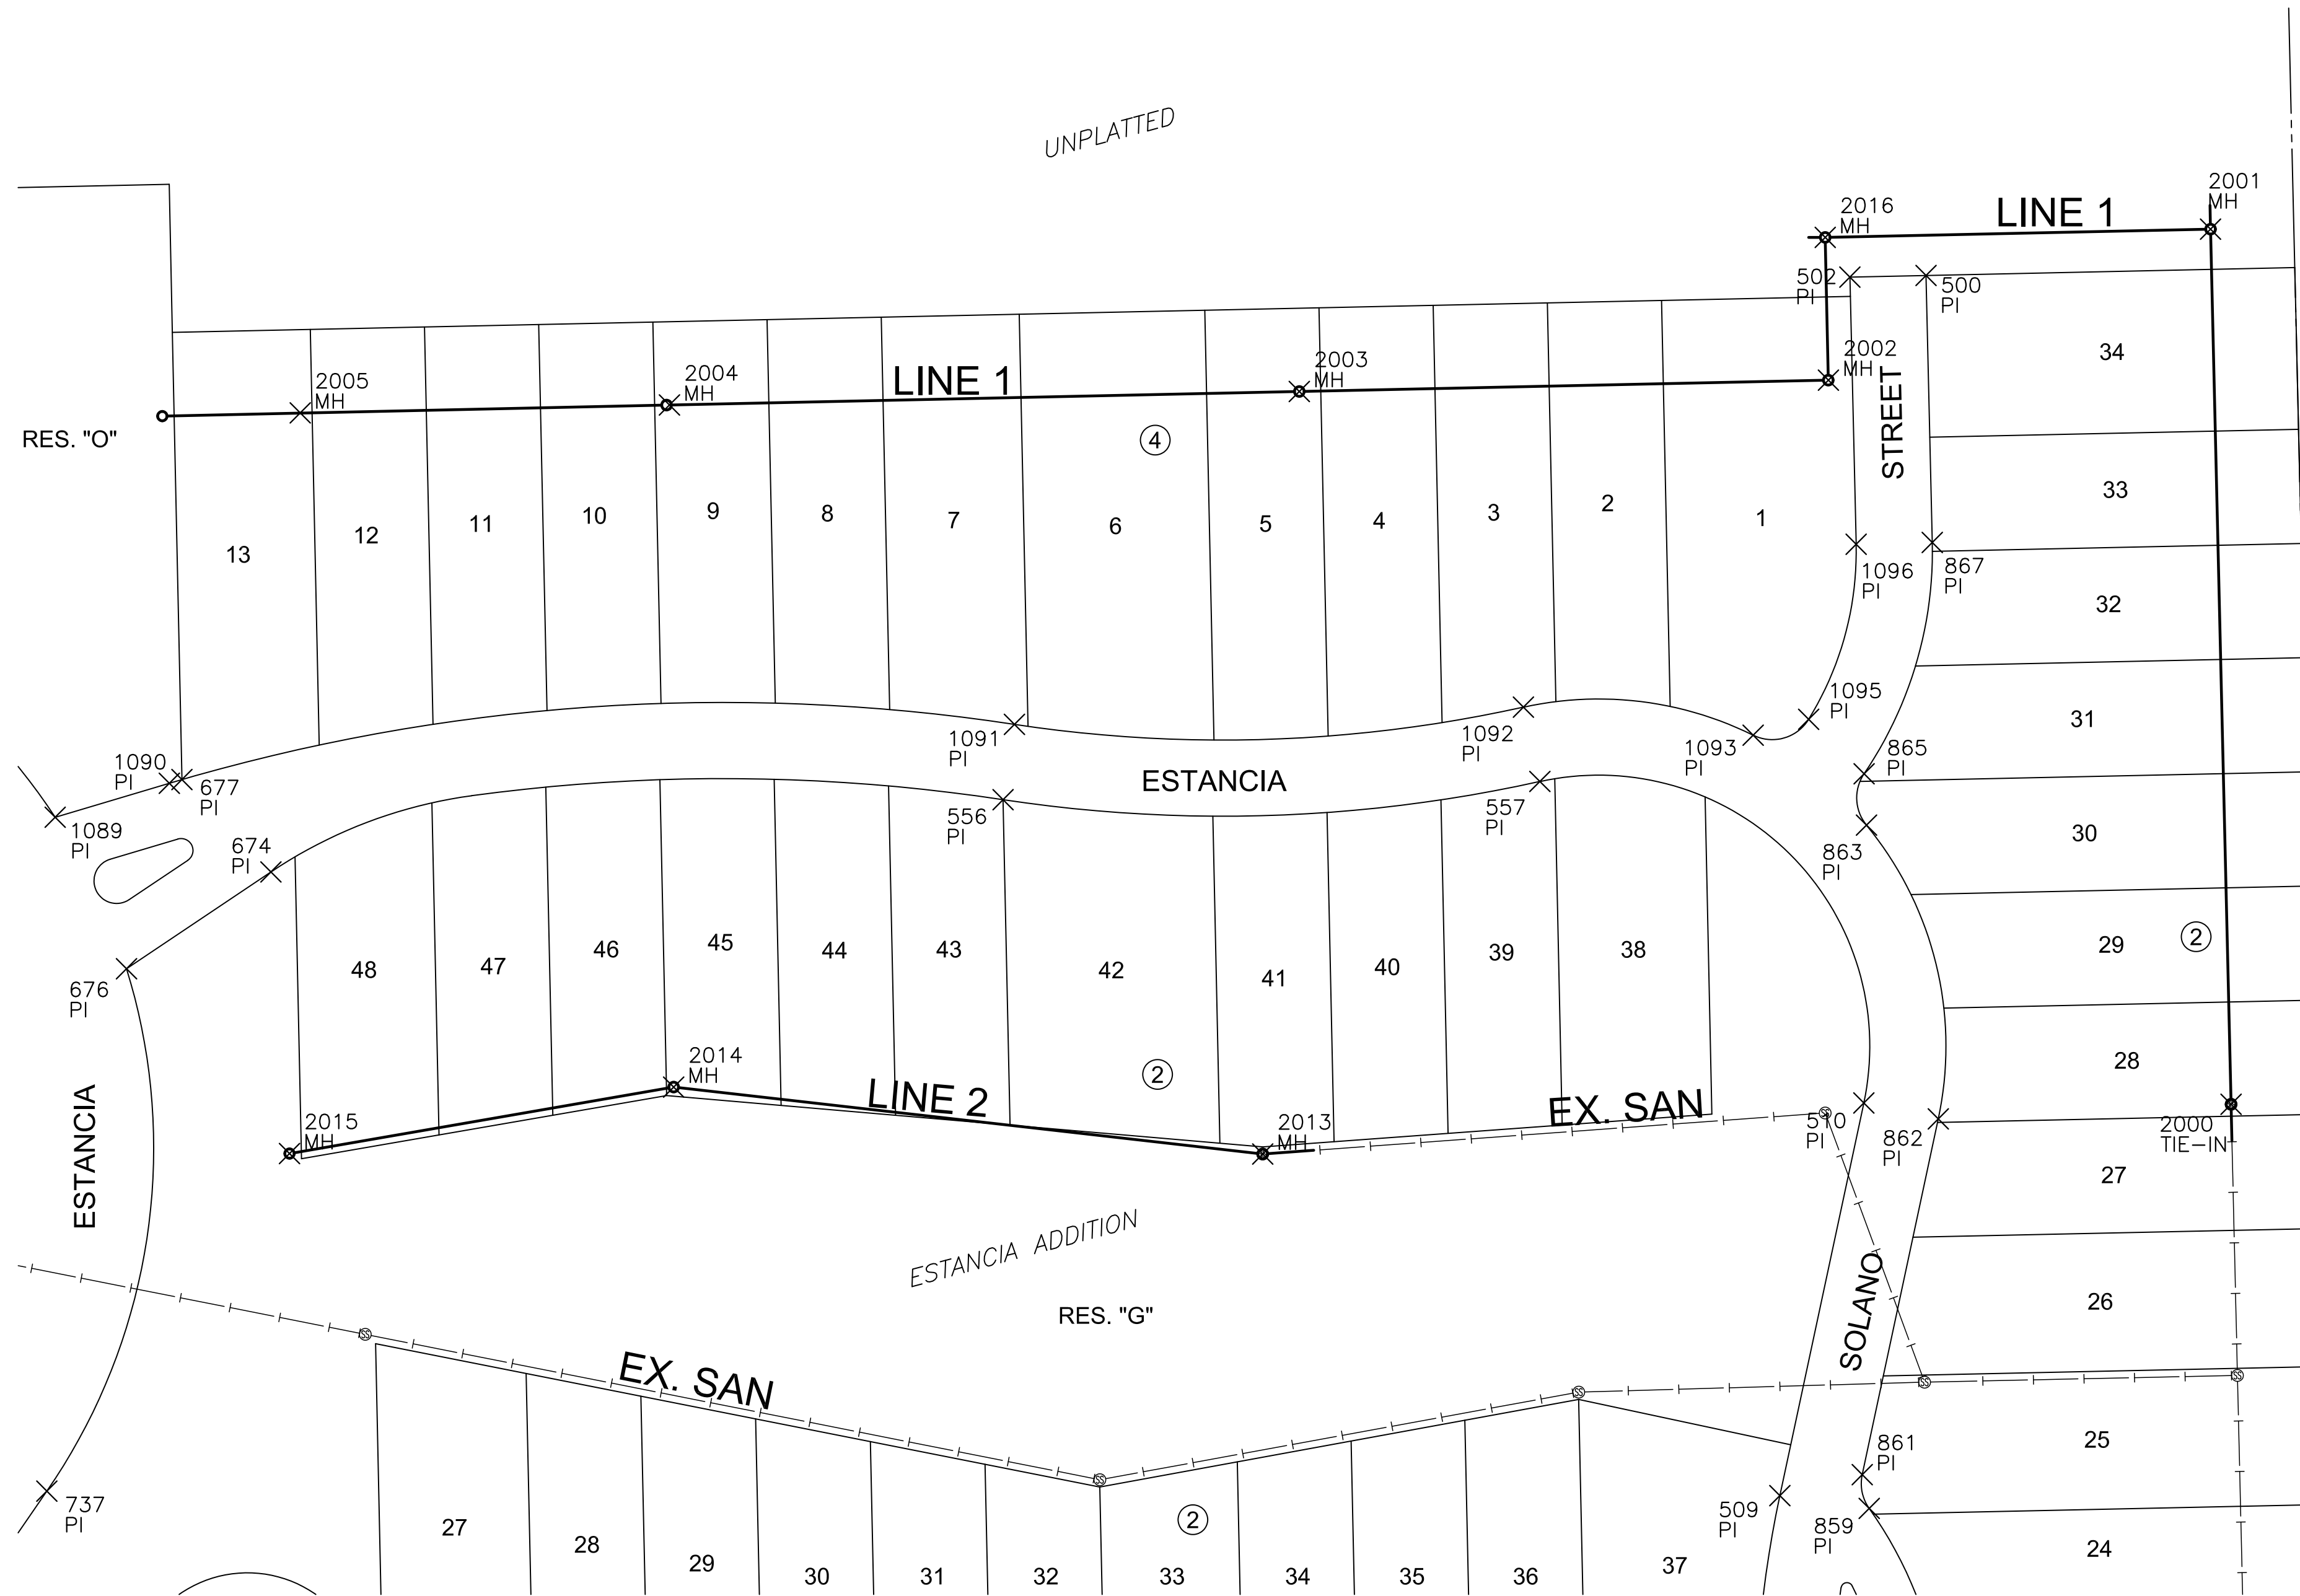 UNPLATTED
2001
MH
2016
MH
LINE 1
502
PI
500
PI
34
2002
MH
2003
MH
2004
MH
2005
MH
LINE 1
RES. "O"
4
STREET
33
13
12
11
10
9
8
7
6
5
4
3
2
1
1096
PI
867
PI
32
1095
PI
31
1090
PI
677
PI
1091
PI
1092
PI
1093
PI
865
PI
ESTANCIA
1089
PI
674
PI
556
PI
557
PI
863
PI
30
676
PI
48
47
46
45
44
43
42
41
40
39
38
29
2
2014
MH
2
28
LINE 2
EX. SAN
2015
MH
2013
MH
510
PI
862
PI
2000
TIE-IN
ESTANCIA
27
ESTANCIA ADDITION
RES. "G"
SOLANO
26
EX. SAN
25
861
PI
737
PI
509
PI
859
PI
2
27
28
29
30
31
32
33
34
35
36
37
24